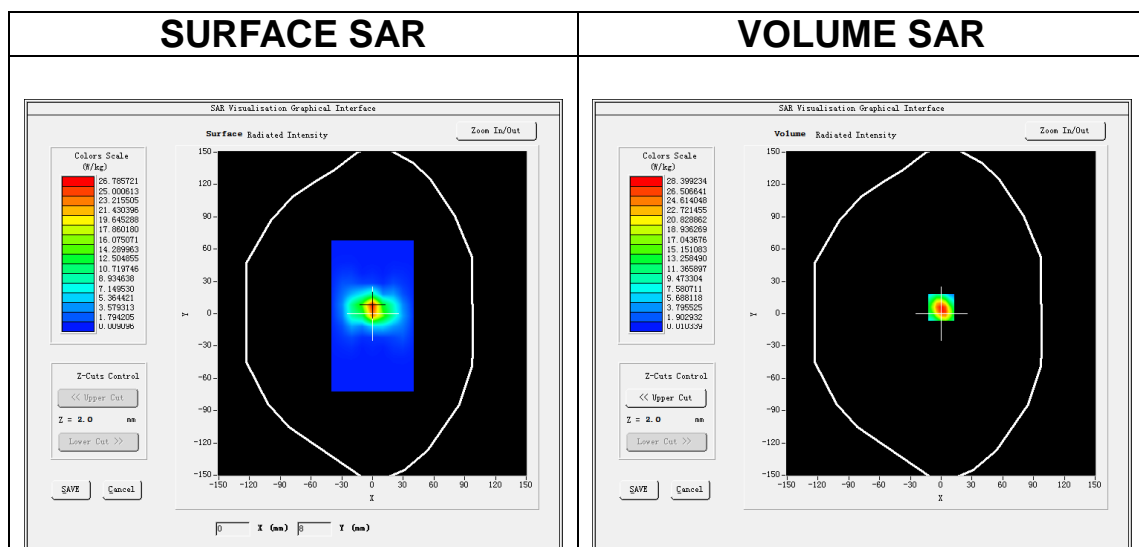 SURFACE SAR
VOLUME SAR
SAR Visualisation Graphical Interface
Surface Radiated Intensity
Zoom In/Out
Colors Scale
(W/kg)
26.785721
25.000613
23.215505
21.430396
19.645288
17.860180
16.075071
14.289963
12.504855
10.719746
8.934638
7.149530
5.364421
3.579313
1.794205
0.009096
Z-Cuts Control
<< Upper Cut
Z = 2.0 mm
Lower Cut >>
SAVE Cancel
150
120
90
60
30
0
-30
-60
-90
-120
-150
Y
-150 -120 -90 -60 -30 0 30 60 90 120 150
X
0 X (mm) 8 Y (mm)
SAR Visualisation Graphical Interface
Volume Radiated Intensity
Zoom In/Out
Colors Scale
(W/kg)
28.399234
26.506641
24.614048
22.721455
20.828862
18.936269
17.043676
15.151083
13.258490
11.365897
9.473304
7.580711
5.688118
3.795525
1.902932
0.010339
Z-Cuts Control
<< Upper Cut
Z = 2.0 mm
Lower Cut >>
SAVE Cancel
150
120
90
60
30
0
-30
-60
-90
-120
-150
Y
-150 -120 -90 -60 -30 0 30 60 90 120 150
X